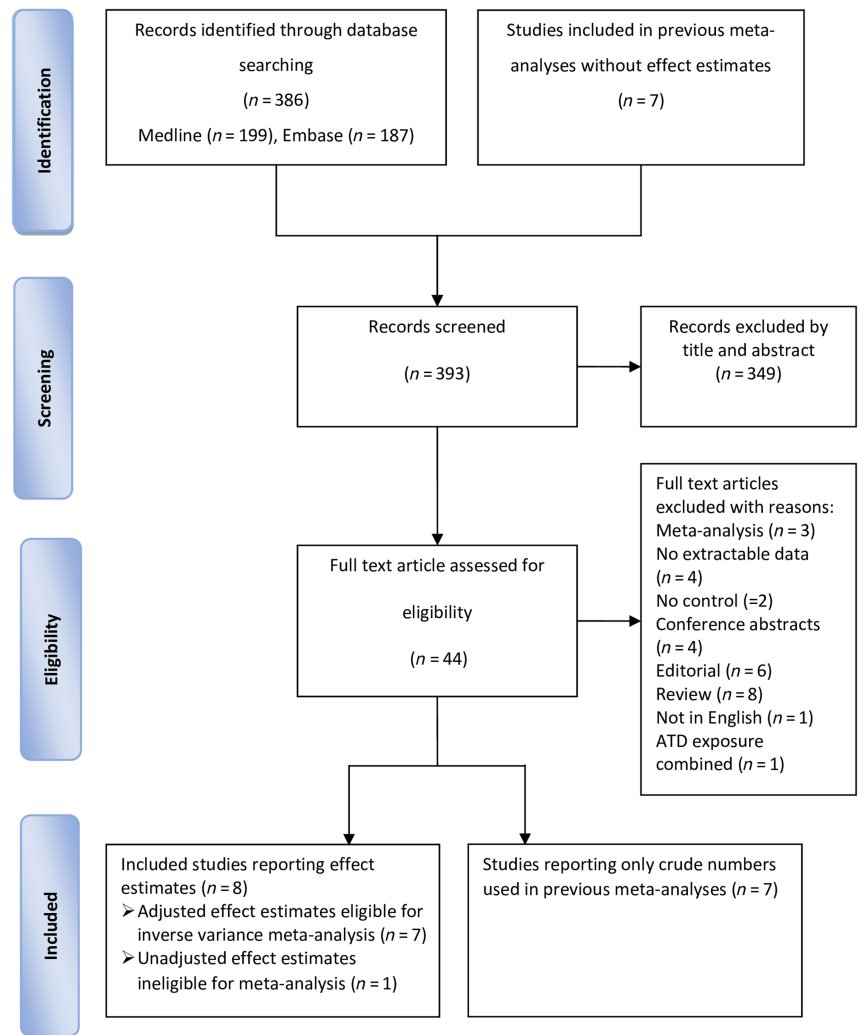 Identification
Records identified through database
searching
(n = 386)
Medline (n = 199), Embase (n = 187)
Studies included in previous meta-
analyses without effect estimates
(n = 7)
Screening
Records screened
(n = 393)
Records excluded by
title and abstract
(n = 349)
Eligibility
Full text article assessed for
eligibility
(n = 44)
Full text articles
excluded with reasons:
Meta-analysis (n = 3)
No extractable data
(n = 4)
No control (=2)
Conference abstracts
(n = 4)
Editorial (n = 6)
Review (n = 8)
Not in English (n = 1)
ATD exposure
combined (n = 1)
Included
Included studies reporting effect
estimates (n = 8)
➢Adjusted effect estimates eligible for
inverse variance meta-analysis (n = 7)
➢Unadjusted effect estimates
ineligible for meta-analysis (n = 1)
Studies reporting only crude numbers
used in previous meta-analyses (n = 7)